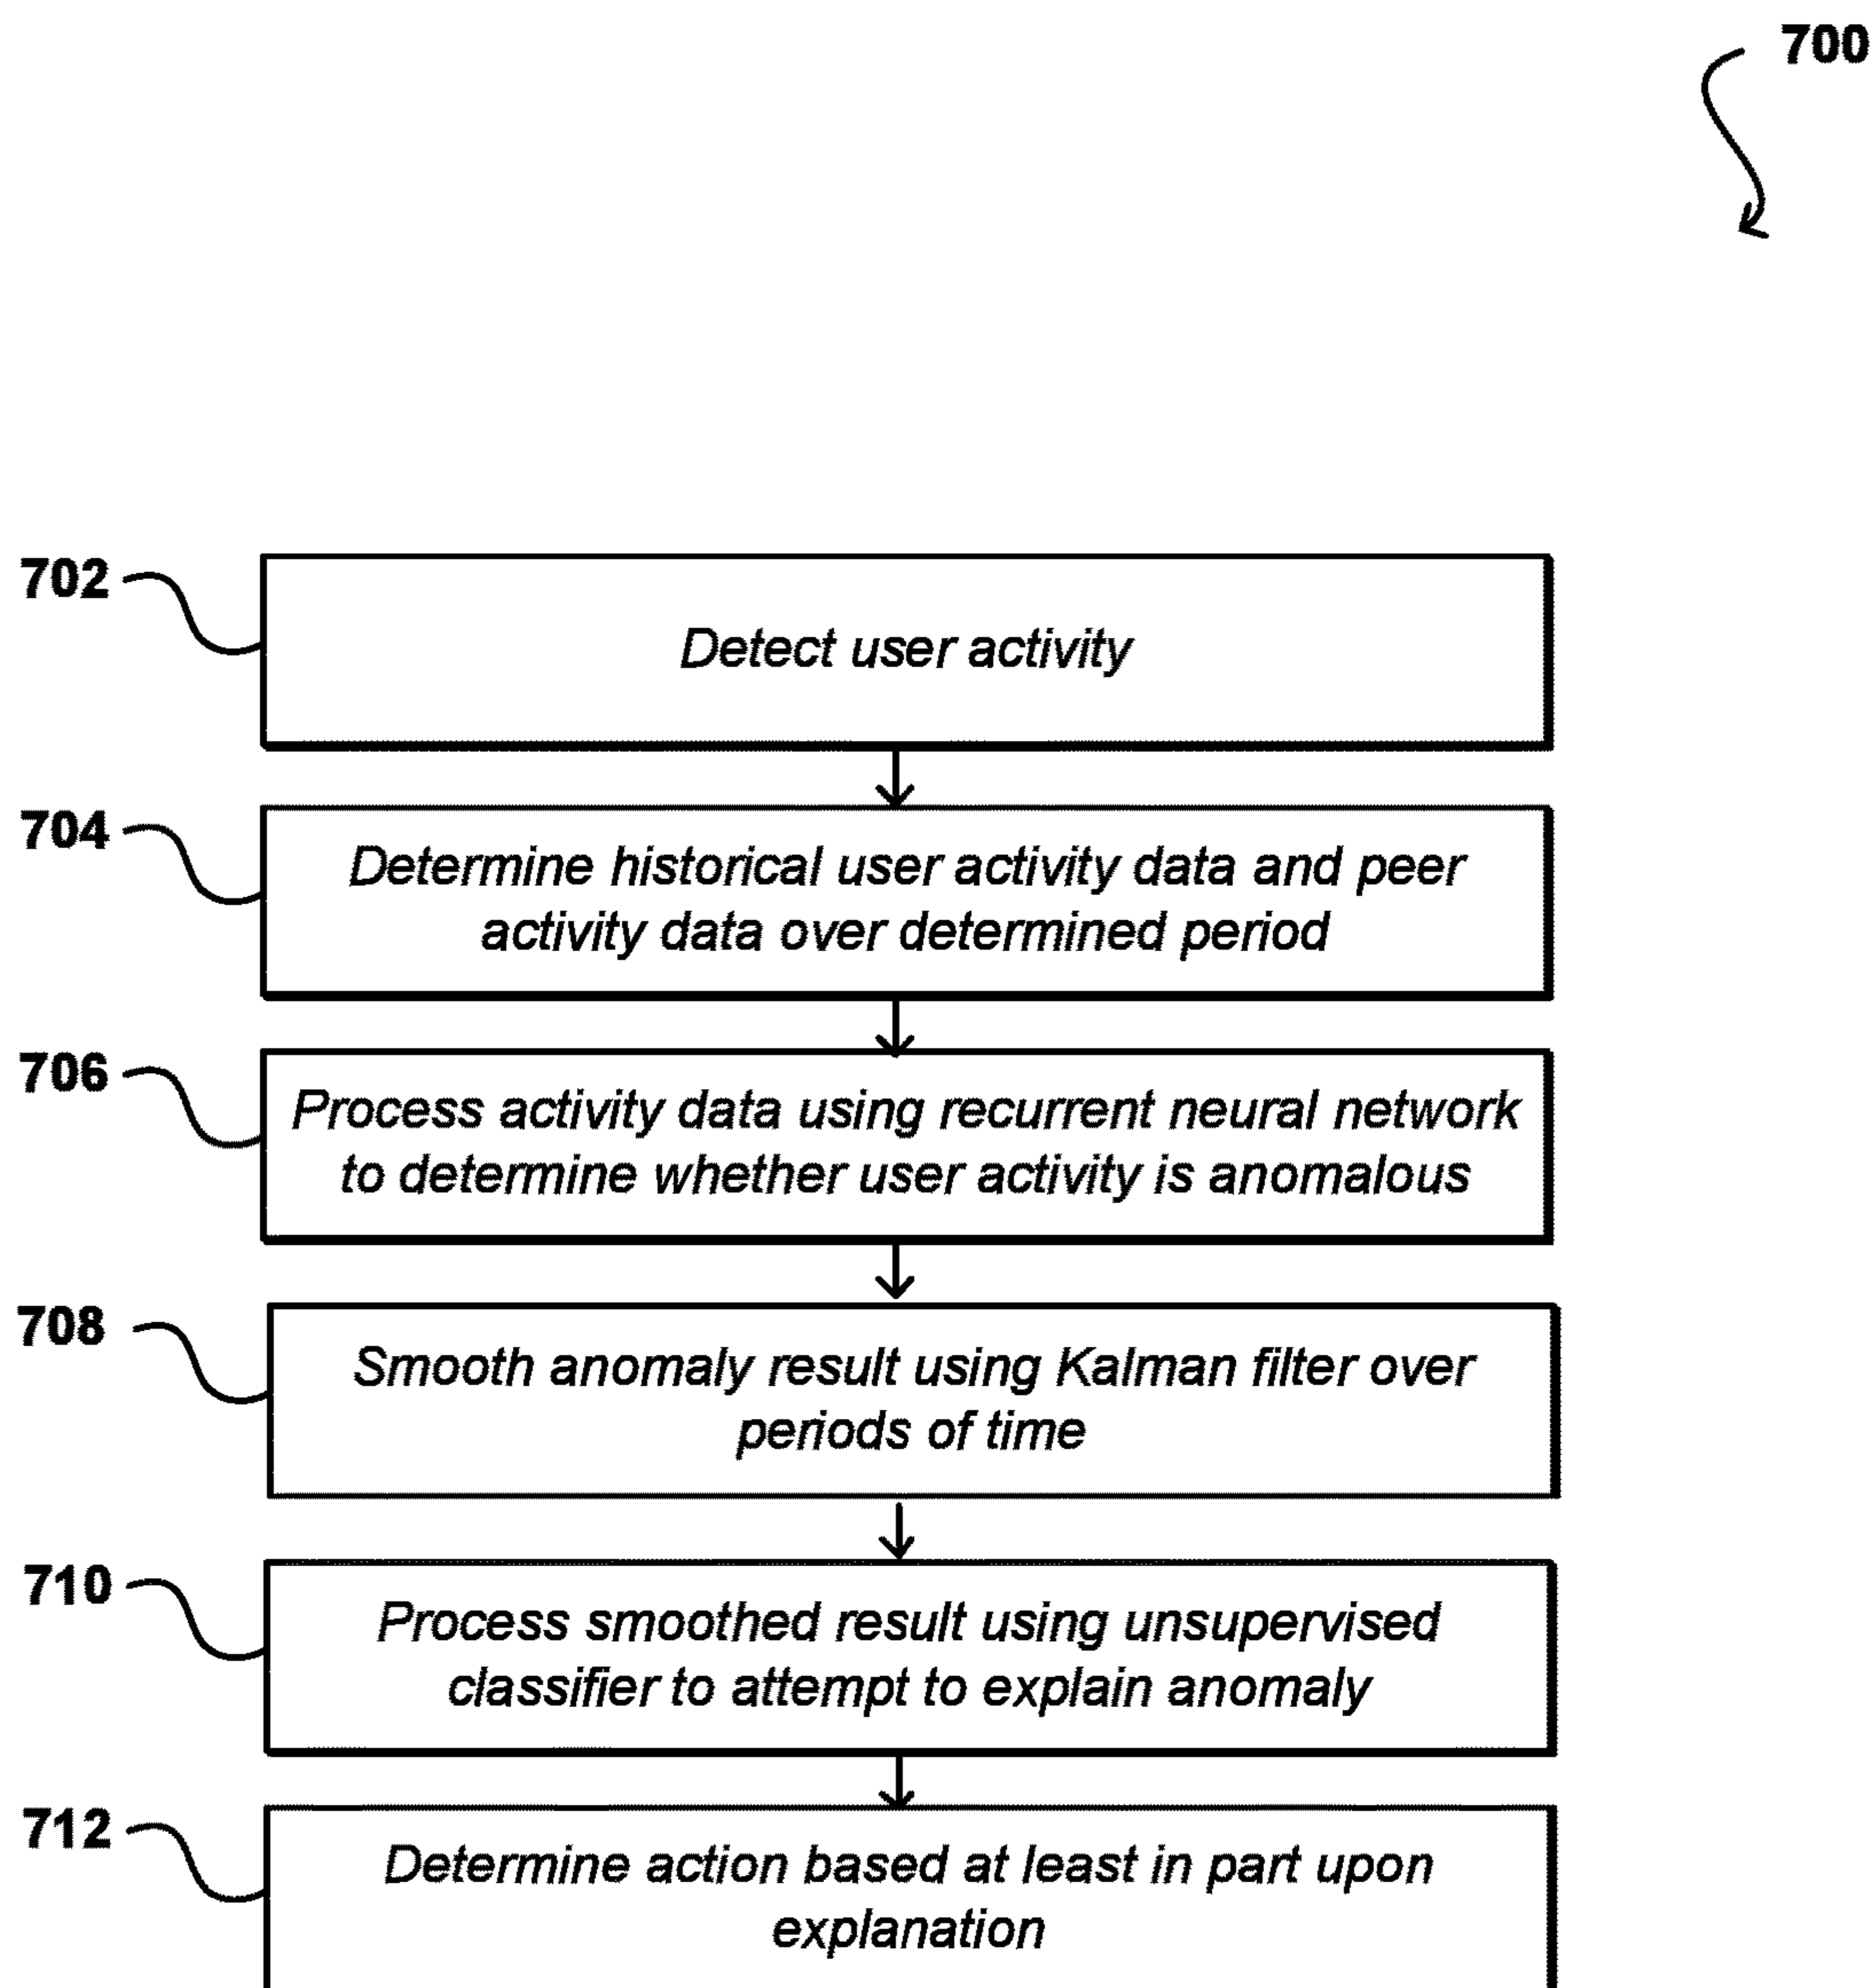 700
702
Detect user activity
704
Determine historical user activity data and peer
activity data over determined period
706
Process activity data using recurrent neural network
to determine whether user activity is anomalous
708
Smooth anomaly result using Kalman filter over
periods of time
710
Process smoothed result using unsupervised
classifier to attempt to explain anomaly
712
Determine action based at least in part upon
explanation